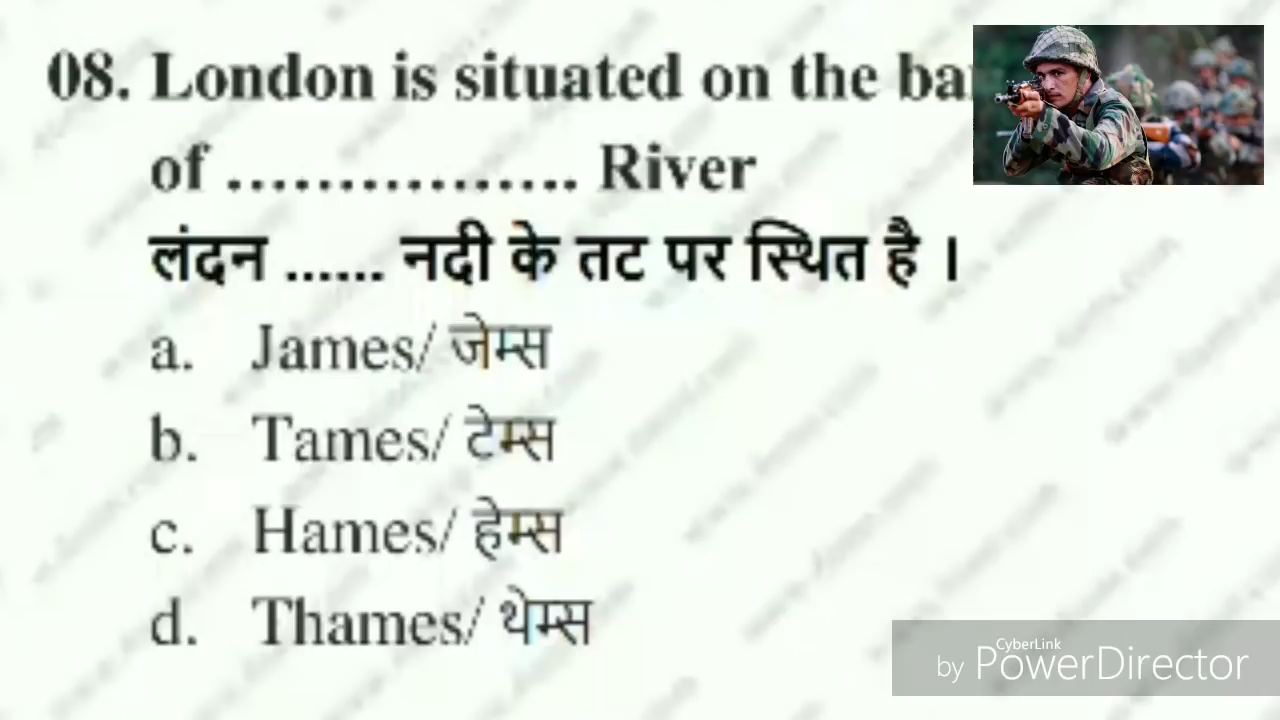 08. London is situated on the
of ................ River
लंदन ...... नदी के तट पर स्थित है ।
a. James/ जेम्स
b. Tames/ टेम्स
c. Hames/ हेम्स
d. Thames/ थेम्स
CyberLink
by PowerDirector